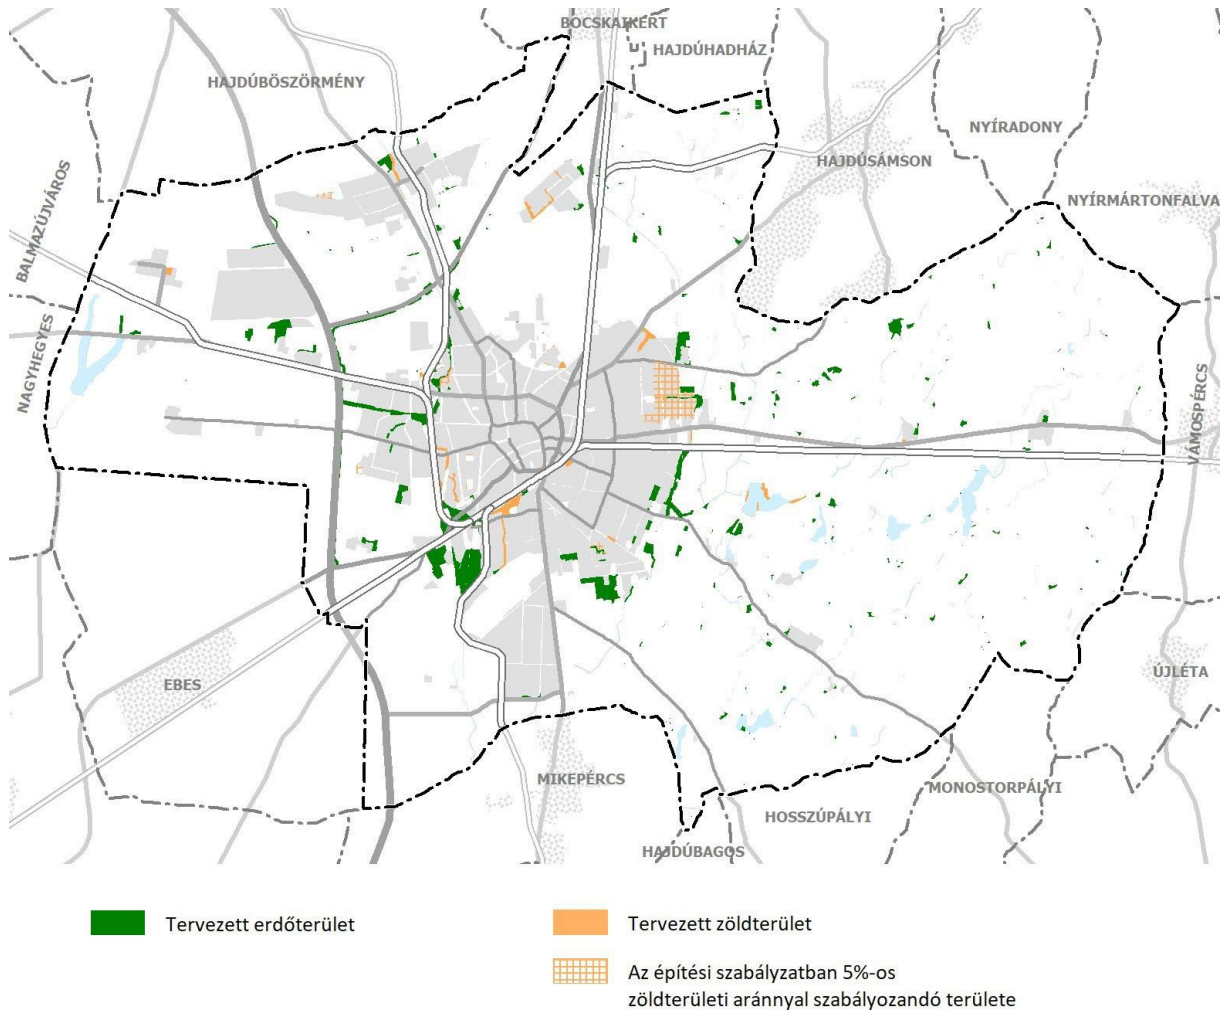 BOCSKAIKERT
HAJDÚHADHÁZ
HAJDÚBÖSZÖRMÉNY
NYÍRADONY
HAJDÚSÁMSON
NYÍRMÁRTONFALVA
BALMAZÚJVÁROS
NAGYHEGYES
VÁMOSPÉRCS
EBES
ÚJLÉTA
MIKEPÉRCS
MONOSTORPÁLYI
HOSSZÚPÁLYI
HAJDÚBAGOS
Tervezett erdőterület
Tervezett zöldterület
Az építési szabályzatban 5%-os
zöldterületi aránnyal szabályozandó területe